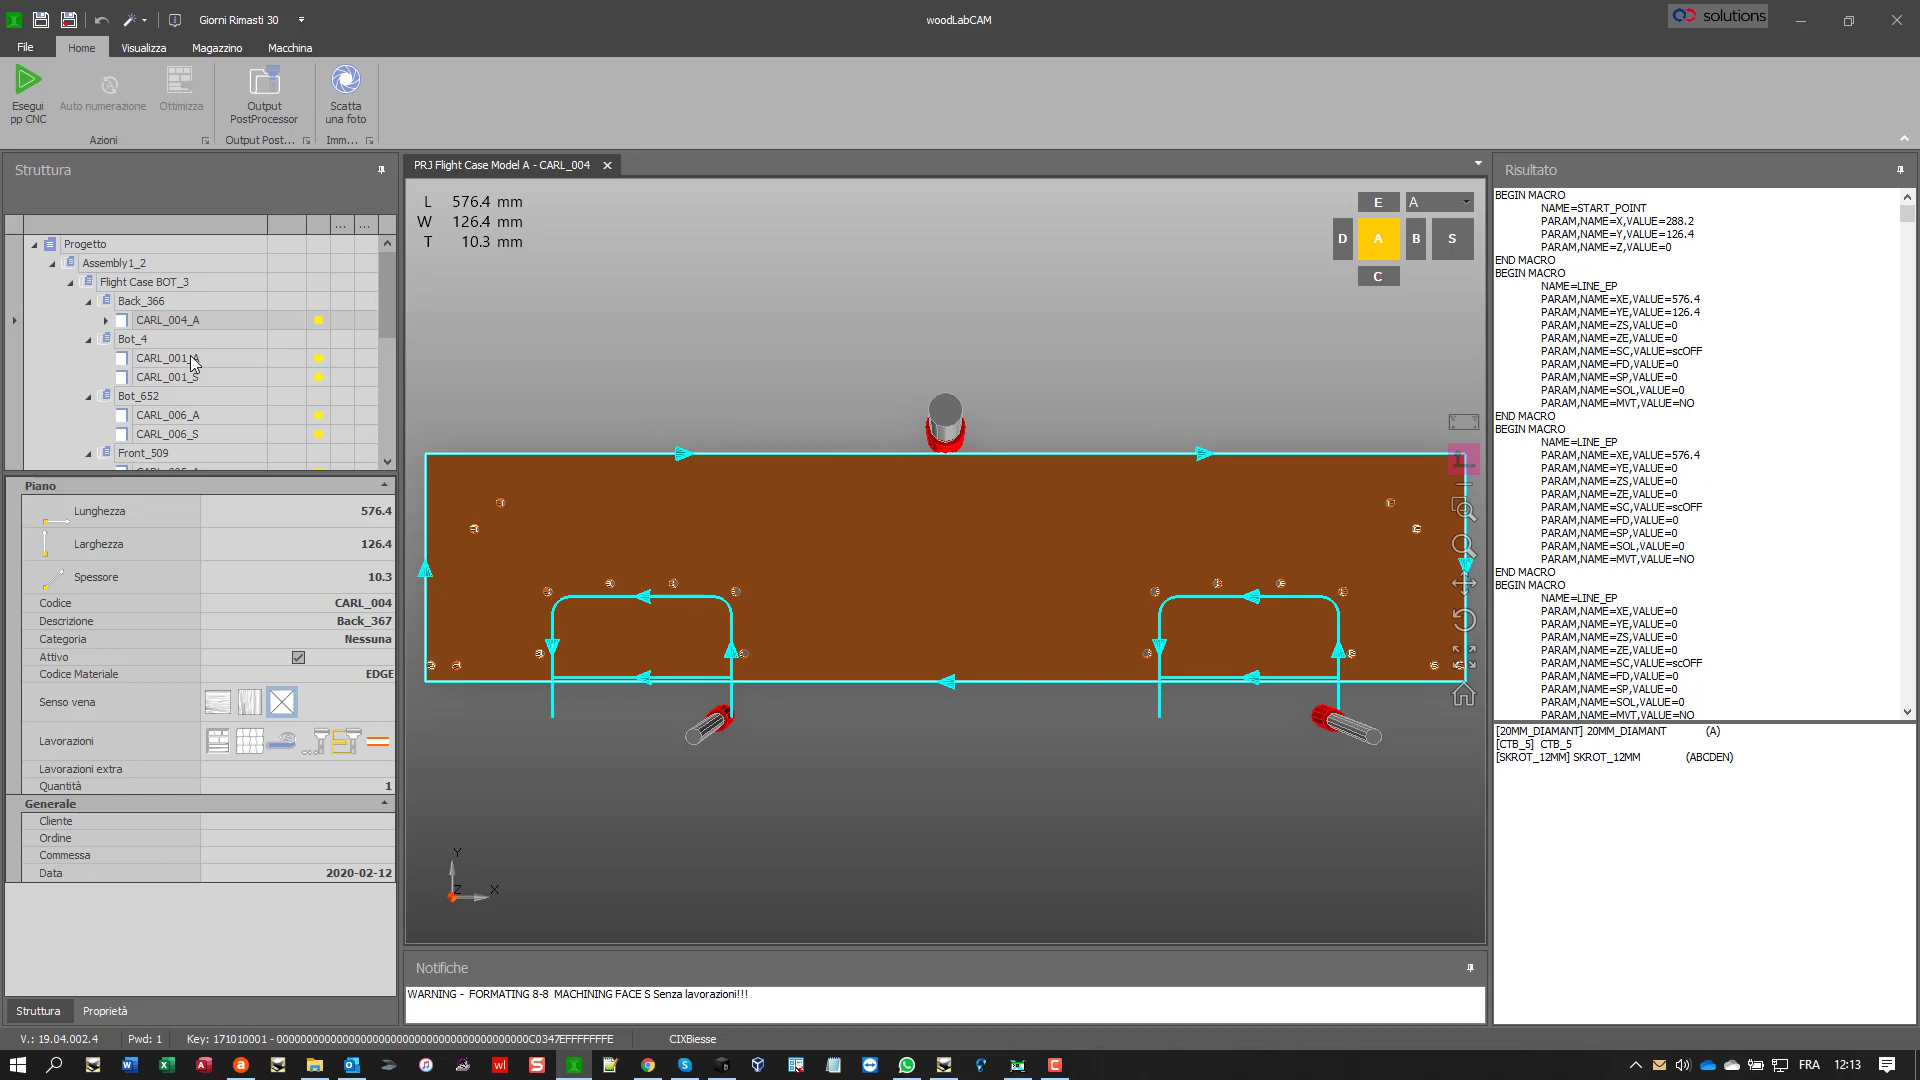 Giorni Rimasti 30
woodLabCAM
solutions
File
Home
Visualizza
Magazzino
Macchina
Esegui
pp CNC
Auto numerazione
Ottimizza
Output
PostProcessor
Scatta
una foto
Azioni
Output Post...
Imm...
Struttura
... ...
Progetto
Assembly1_2
Flight Case BOT_3
Back_366
CARL_004_A
Bot_4
CARL_001_A
CARL_001_S
Bot_652
CARL_006_A
CARL_006_S
Front_509
Piano
Lunghezza 576.4
Larghezza 126.4
Spessore 10.3
Codice CARL_004
Descrizione Back_367
Categoria Nessuna
Attivo
Codice Materiale EDGE
Senso vena
Lavorazioni
Lavorazioni extra
Quantità 1
Generale
Cliente
Ordine
Commessa
Data 2020-02-12
Struttura
Proprietà
PRJ Flight Case Model A - CARL_004
L 576.4 mm
W 126.4 mm
T 10.3 mm
E A
D A B S
C
Y
Z X
Notifiche
WARNING - FORMATING 8-8 MACHINING FACE S Senza lavorazioni!!!
Risultato
BEGIN MACRO
NAME=START_POINT
PARAM,NAME=X,VALUE=288.2
PARAM,NAME=Y,VALUE=126.4
PARAM,NAME=Z,VALUE=0
END MACRO
BEGIN MACRO
NAME=LINE_EP
PARAM,NAME=XE,VALUE=576.4
PARAM,NAME=YE,VALUE=126.4
PARAM,NAME=ZS,VALUE=0
PARAM,NAME=ZE,VALUE=0
PARAM,NAME=SC,VALUE=scOFF
PARAM,NAME=FD,VALUE=0
PARAM,NAME=SP,VALUE=0
PARAM,NAME=SOL,VALUE=0
PARAM,NAME=MVT,VALUE=NO
END MACRO
BEGIN MACRO
NAME=LINE_EP
PARAM,NAME=XE,VALUE=576.4
PARAM,NAME=YE,VALUE=0
PARAM,NAME=ZS,VALUE=0
PARAM,NAME=ZE,VALUE=0
PARAM,NAME=SC,VALUE=scOFF
PARAM,NAME=FD,VALUE=0
PARAM,NAME=SP,VALUE=0
PARAM,NAME=SOL,VALUE=0
PARAM,NAME=MVT,VALUE=NO
END MACRO
BEGIN MACRO
NAME=LINE_EP
PARAM,NAME=XE,VALUE=0
PARAM,NAME=YE,VALUE=0
PARAM,NAME=ZS,VALUE=0
PARAM,NAME=ZE,VALUE=0
PARAM,NAME=SC,VALUE=scOFF
PARAM,NAME=FD,VALUE=0
PARAM,NAME=SP,VALUE=0
PARAM,NAME=SOL,VALUE=0
PARAM,NAME=MVT,VALUE=NO
[20MM_DIAMANT] 20MM_DIAMANT (A)
[CTB_5] CTB_5
[SKROT_12MM] SKROT_12MM (ABCDEN)
V.: 19.04.002.4
Pwd: 1
CIXBiesse
FRA
12:13